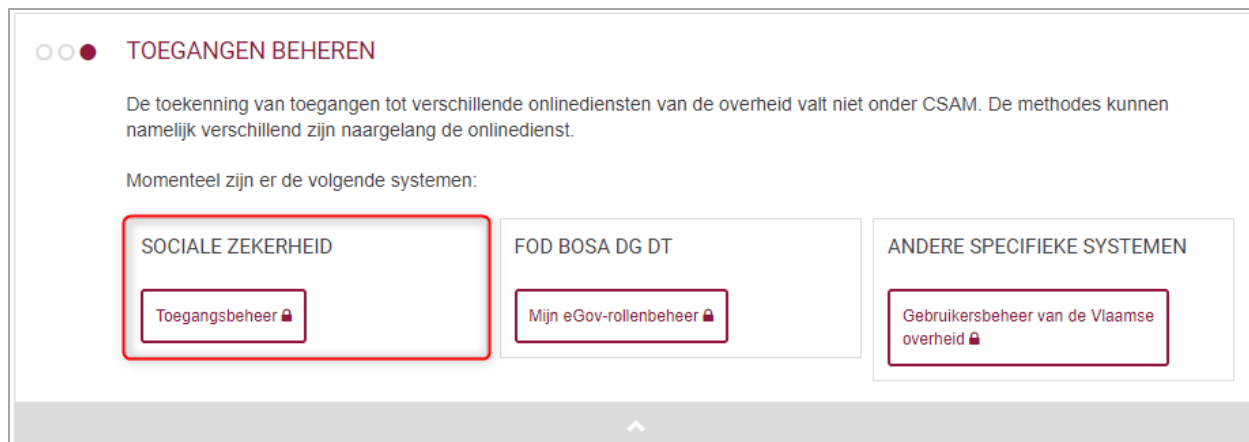 TOEGANGEN BEHEREN
De toekenning van toegangen tot verschillende onlinediensten van de overheid valt niet onder CSAM. De methodes kunnen
namelijk verschillend zijn naargelang de onlinedienst.
Momenteel zijn er de volgende systemen:
SOCIALE ZEKERHEID
Toegangsbeheer
FOD BOSA DG DT
Mijn eGov-rollenbeheer
ANDERE SPECIFIEKE SYSTEMEN
Gebruikersbeheer van de Vlaamse
overheid